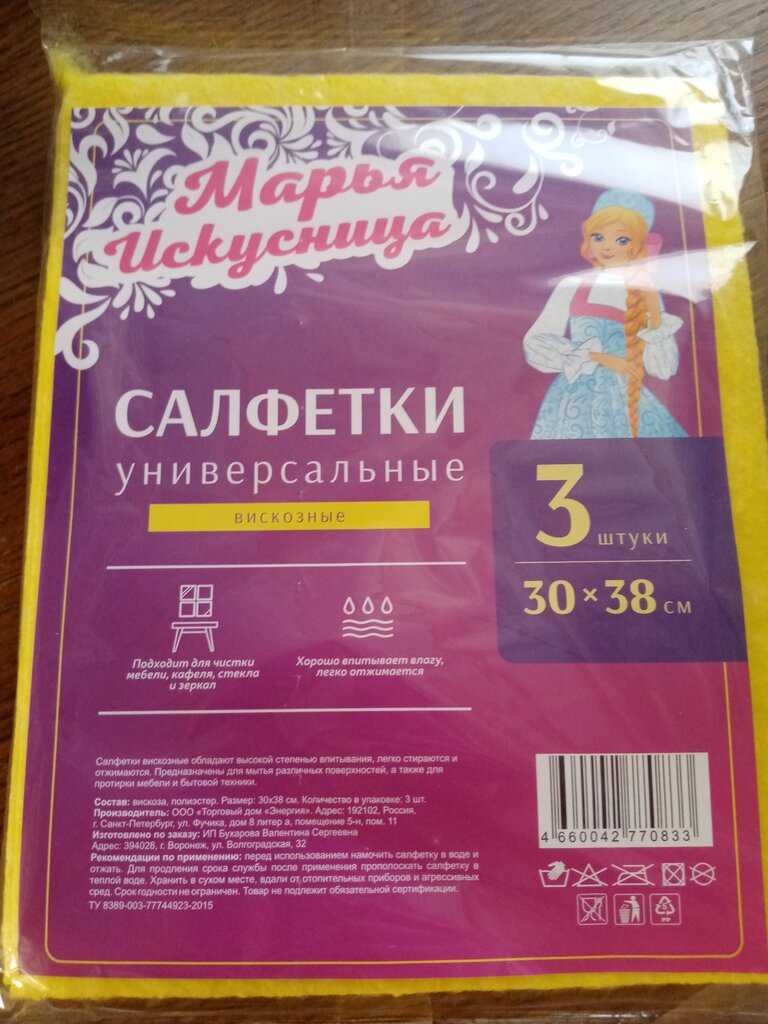 Марья
Искусница
САЛФЕТКИ
универсальные
вискозные
3 штуки
30×38 см
Подходит для чистки
мебели, кафеля, стекла
и зеркал
Хорошо впитывает влагу,
легко отжимается
Салфетки вискозные обладают высокой степенью впитывания, легко стираются и
отжимаются. Предназначены для мытья различных поверхностей, а также для
протирки мебели и бытовой техники.
Состав: вискоза, полиэстер. Размер: 30х38 см. Количество в упаковке: 3 шт.
Производитель: ООО «Торговый дом «Энергия». Адрес: 192102, Россия,
г. Санкт-Петербург, ул. Фучика, дом 8 литер а, помещение 5-н, пом. 11
Изготовлено по заказу: ИП Бухарова Валентина Сергеевна
Адрес: 394028, г. Воронеж, ул. Волгоградская, 32
Рекомендации по применению: перед использованием намочить салфетку в воде и
отжать. Для продления срока службы после применения прополоскать салфетку в
теплой воде. Хранить в сухом месте, вдали от отопительных приборов и агрессивных
сред. Срок годности не ограничен. Товар не подлежит обязательной сертификации.
ТУ 8389-003-77744923-2015
4 660042 770833
5
PP